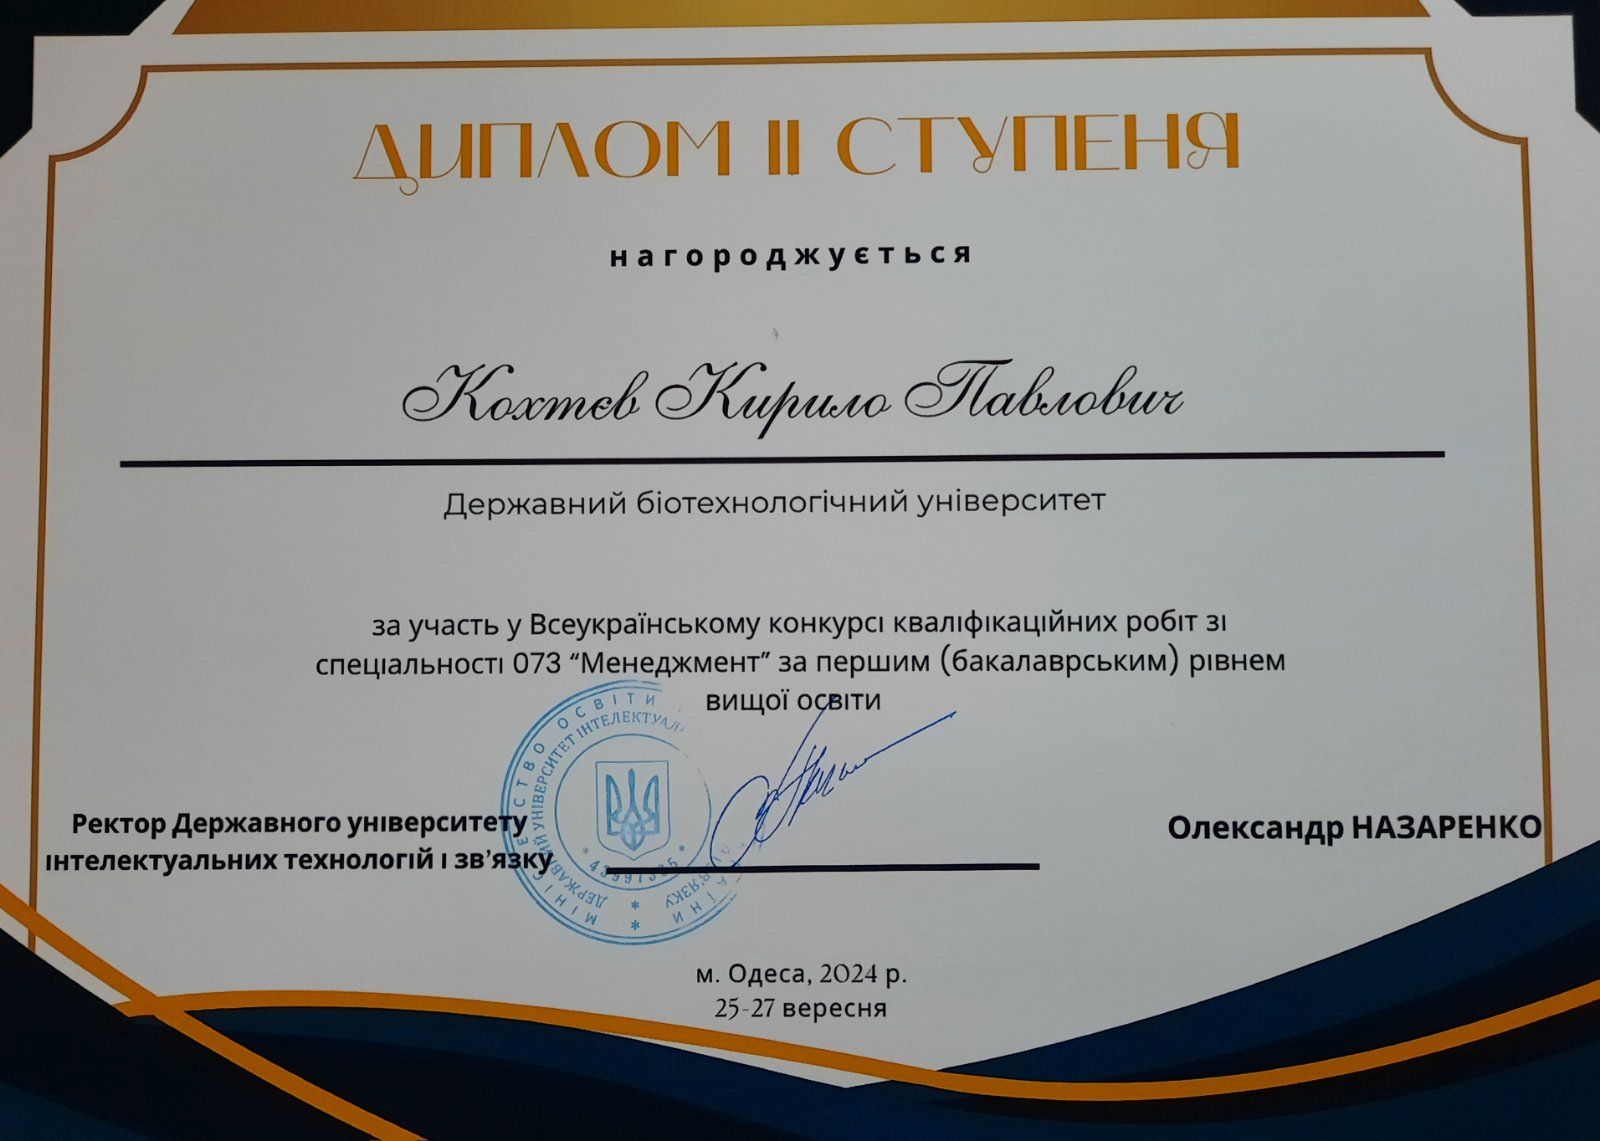 ДИПЛОМ II СТУПЕНЯ
нагороджується
Кохтєв Кирило Павлович
Державний біотехнологічний університет
за участь у Всеукраїнському конкурсі кваліфікаційних робіт зі
спеціальності 073 “Менеджмент” за першим (бакалаврським) рівнем
вищої освіти
Ректор Державного університету
інтелектуальних технологій і зв’язку
Олександр НАЗАРЕНКО
м. Одеса, 2024 р.
25-27 вересня